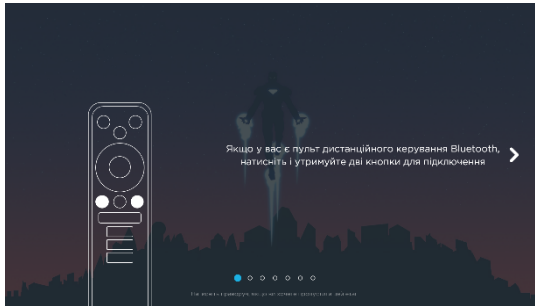 Якщо у вас є пульт дистанційного керування Bluetooth,
натисніть і утримуйте дві кнопки для підключення